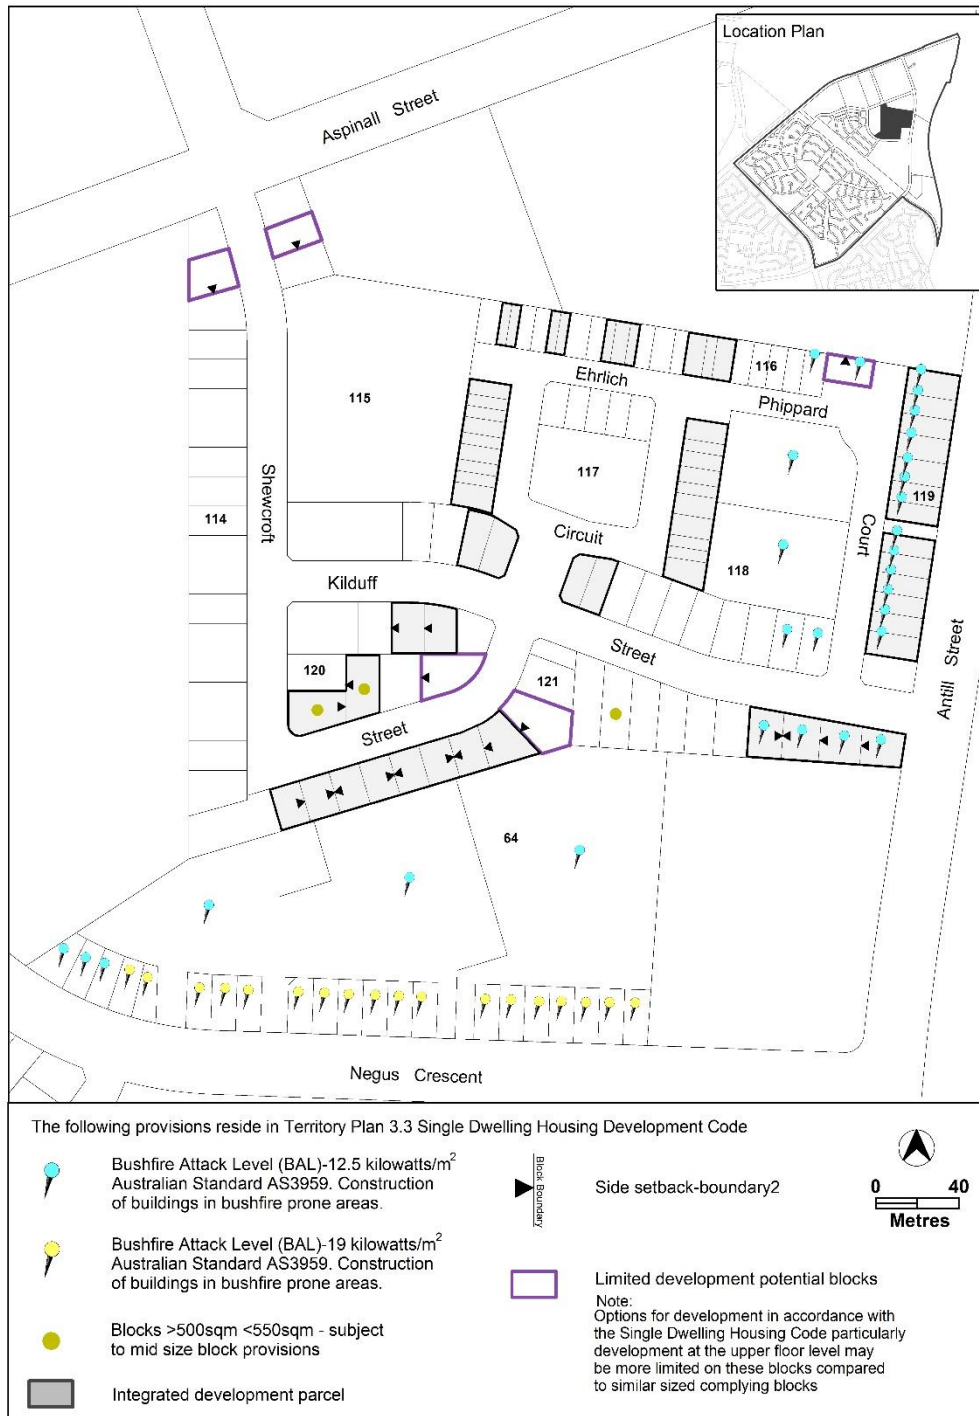 Location Plan
Aspinall Street
Ehrlich
116
Phippard
115
117
119
114
Shewcroft
Circuit
Court
118
Kilduff
Street
120
121
Street
Antill Street
64
Negus Crescent
The following provisions reside in Territory Plan 3.3 Single Dwelling Housing Development Code
Bushfire Attack Level (BAL)-12.5 kilowatts/m²
Australian Standard AS3959. Construction
of buildings in bushfire prone areas.
Block Boundary
Side setback-boundary2
0 40
Metres
Bushfire Attack Level (BAL)-19 kilowatts/m²
Australian Standard AS3959. Construction
of buildings in bushfire prone areas.
Limited development potential blocks
Note:
Options for development in accordance with
the Single Dwelling Housing Code particularly
development at the upper floor level may
be more limited on these blocks compared
to similar sized complying blocks
Blocks >500sqm <550sqm - subject
to mid size block provisions
Integrated development parcel